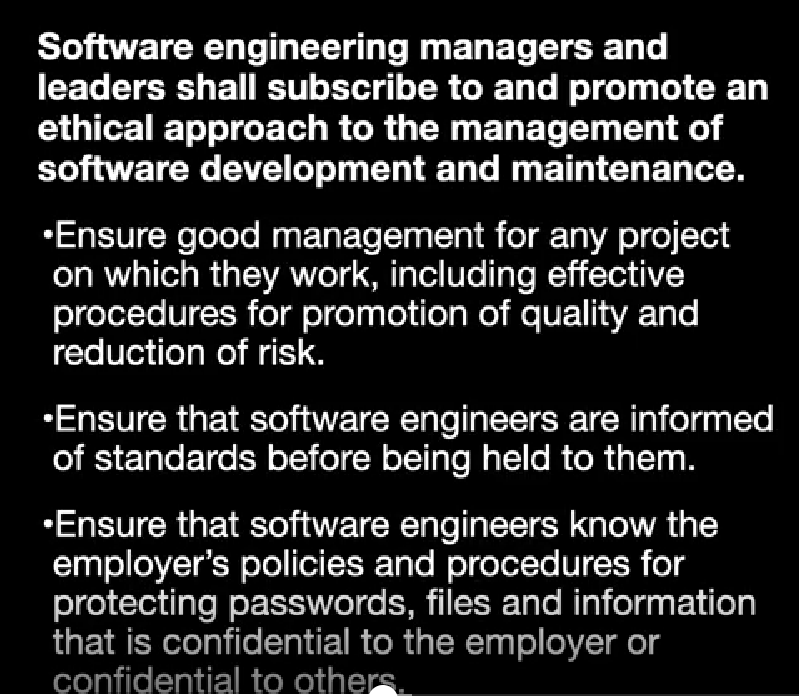 Software engineering managers and
leaders shall subscribe to and promote an
ethical approach to the management of
software development and maintenance.
•Ensure good management for any project
on which they work, including effective
procedures for promotion of quality and
reduction of risk.
•Ensure that software engineers are informed
of standards before being held to them.
•Ensure that software engineers know the
employer’s policies and procedures for
protecting passwords, files and information
that is confidential to the employer or
confidential to others.